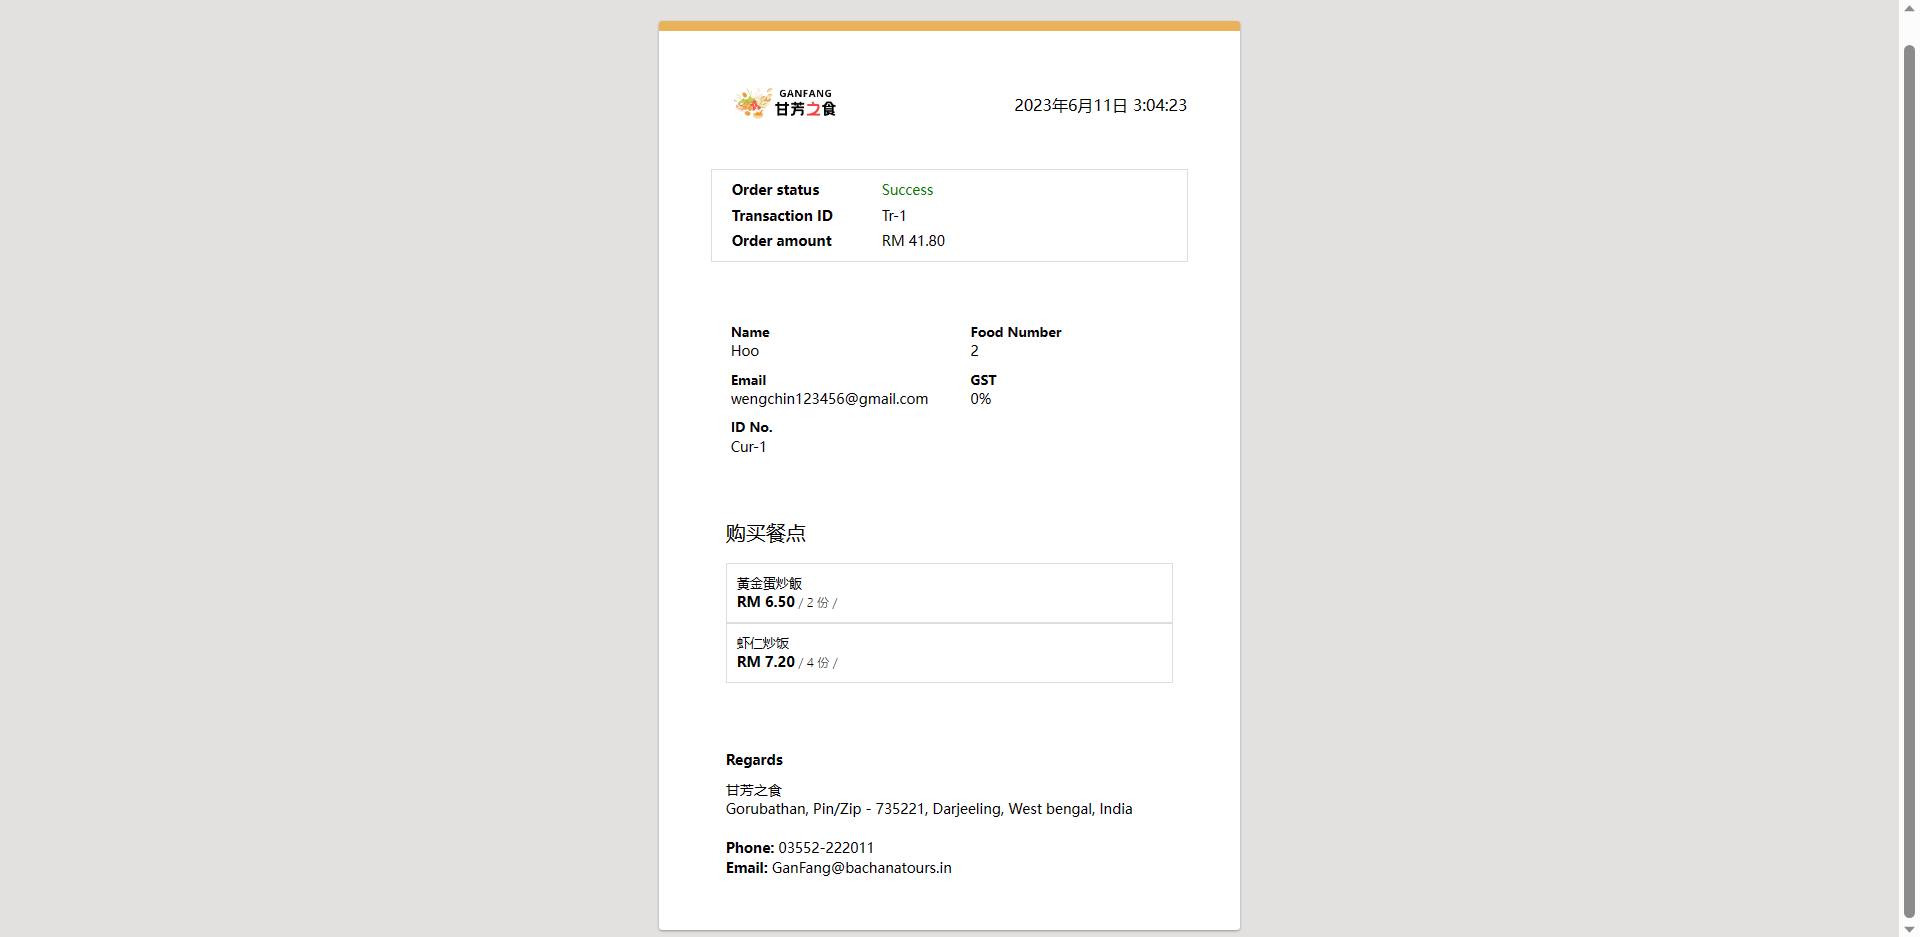 GANFANG
甘芳之食
2023年6月11日 3:04:23
Order status Success
Transaction ID Tr-1
Order amount RM 41.80
Name
Hoo
Food Number
2
Email
wengchin123456@gmail.com
GST
0%
ID No.
Cur-1
购买餐点
黃金蛋炒飯
RM 6.50 / 2 份 /
虾仁炒饭
RM 7.20 / 4 份 /
Regards
甘芳之食
Gorubathan, Pin/Zip - 735221, Darjeeling, West bengal, India
Phone: 03552-222011
Email: GanFang@bachanatours.in